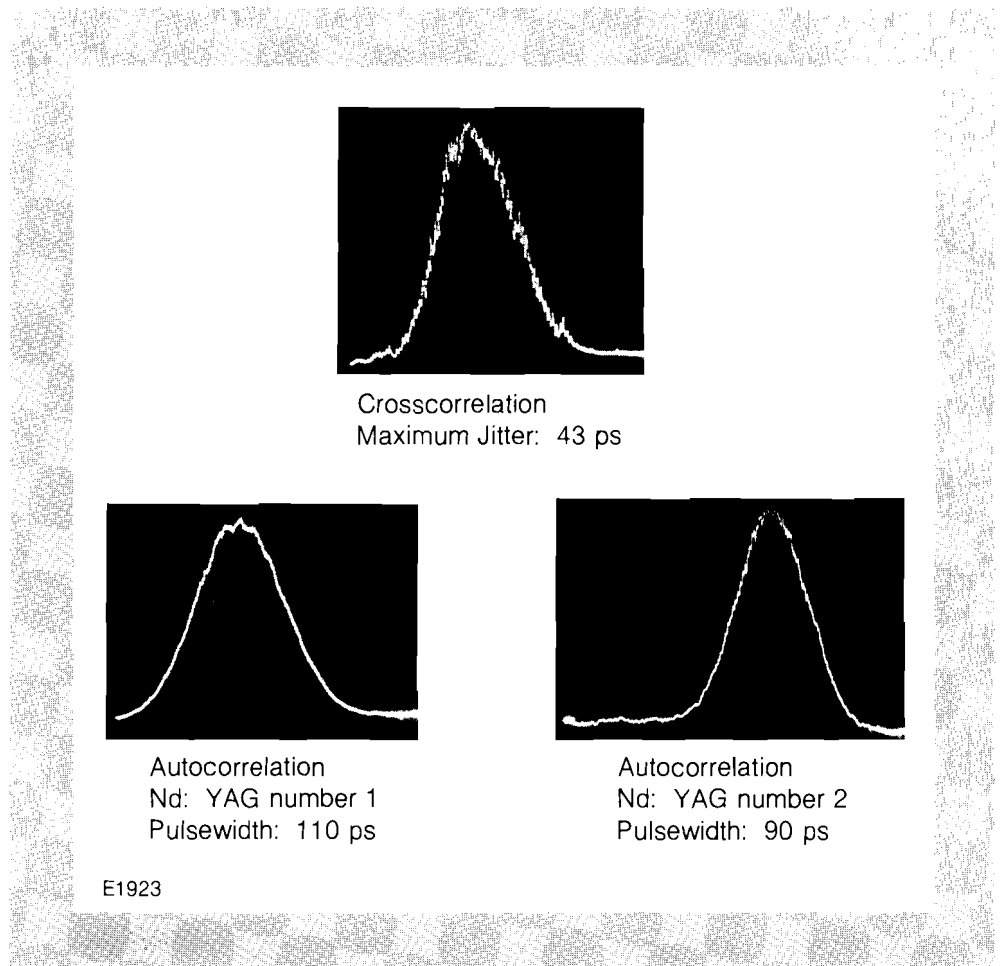 Crosscorrelation
Maximum Jitter: 43 ps
Autocorrelation
Nd: YAG number 1
Pulsewidth: 110 ps
Autocorrelation
Nd: YAG number 2
Pulsewidth: 90 ps
E1923